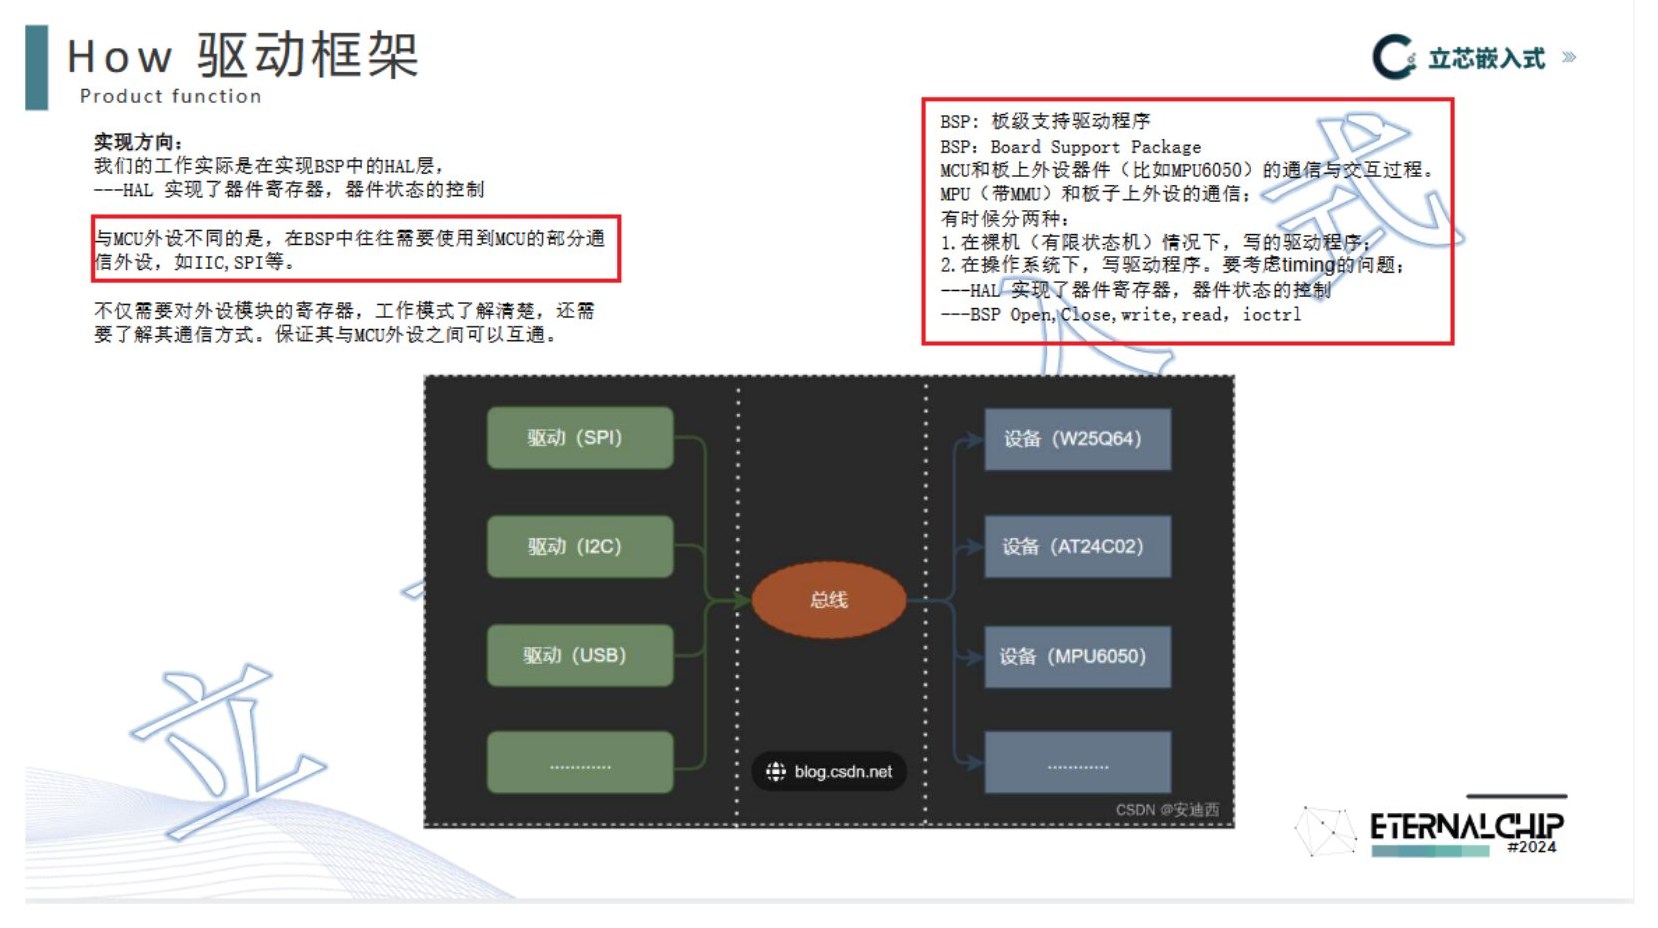 How 驱动框架
Product function
立芯嵌入式
实现方向：
我们的工作实际是在实现BSP中的HAL层，
---HAL 实现了器件寄存器，器件状态的控制
与MCU外设不同的是，在BSP中往往需要使用到MCU的部分通
信外设，如IIC,SPI等。
不仅需要对外设模块的寄存器，工作模式了解清楚，还需
要了解其通信方式。保证其与MCU外设之间可以互通。
BSP: 板级支持驱动程序
BSP: Board Support Package
MCU和板上外设器件（比如MPU6050）的通信与交互过程。
MPU（带MMU）和板子上外设的通信；
有时候分两种：
1.在裸机（有限状态机）情况下，写的驱动程序；
2.在操作系统下，写驱动程序。要考虑timing的问题；
---HAL 实现了器件寄存器，器件状态的控制
---BSP Open,Close,write,read, ioctrl
驱动（SPI）
驱动（I2C）
驱动（USB）
............
总线
设备（W25Q64）
设备（AT24C02）
设备（MPU6050）
............
blog.csdn.net
CSDN @安迪西
立
入
式
ETERNALCHIP
#2024